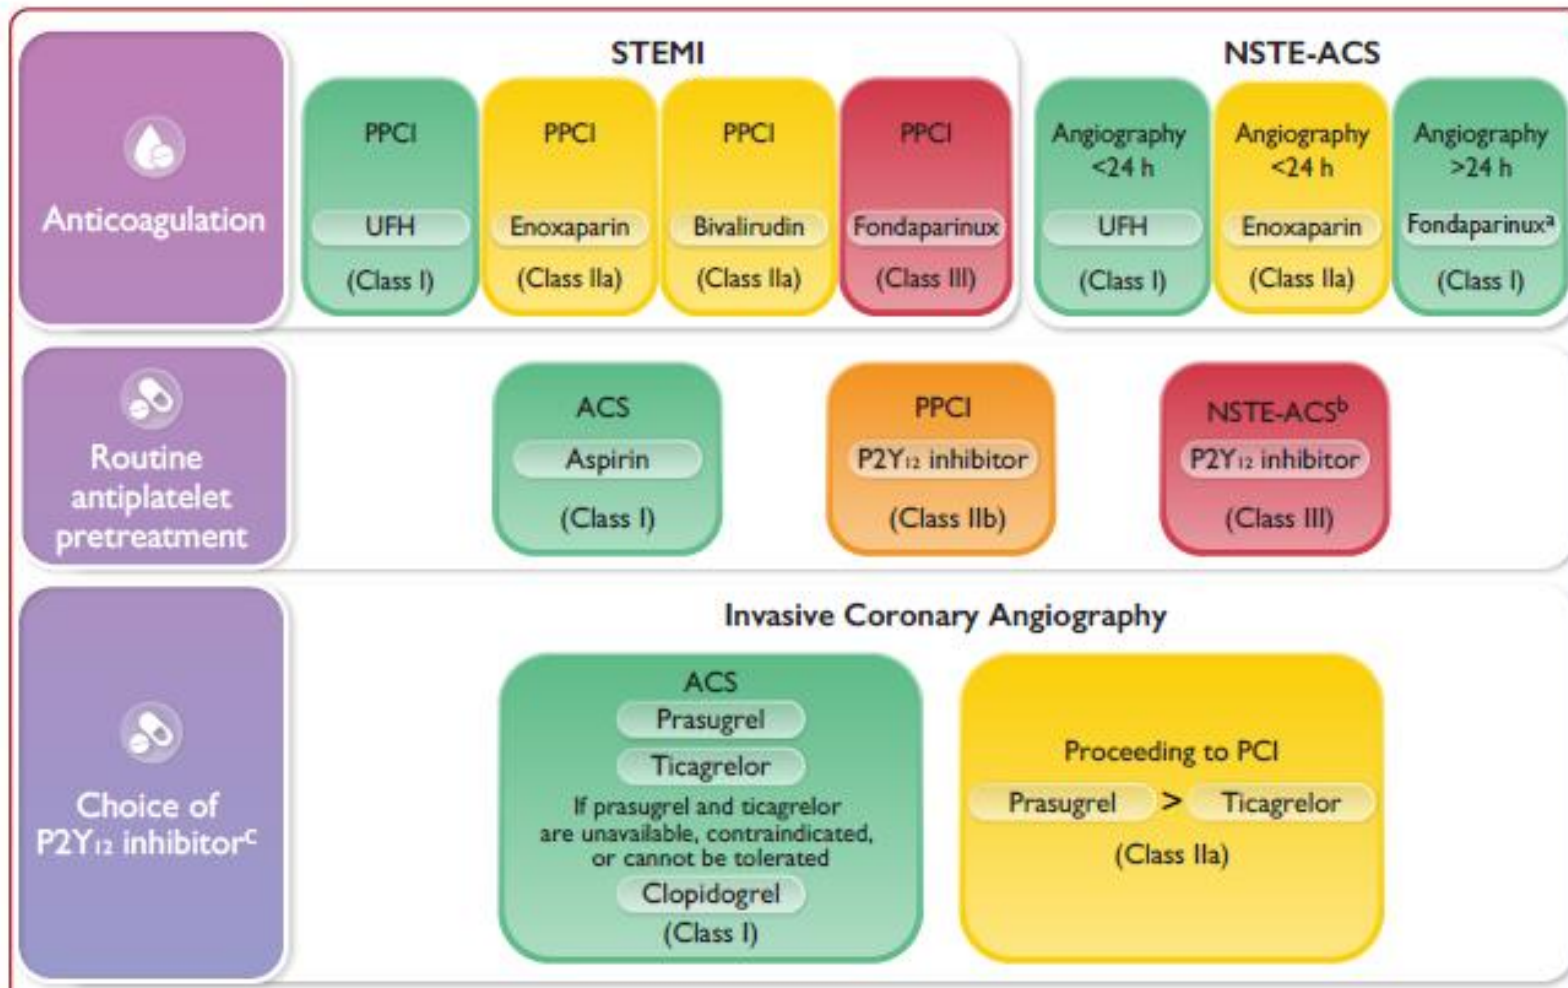 STEMI
NSTE-ACS
Anticoagulation
PPCI
UFH
(Class I)
PPCI
Enoxaparin
(Class IIa)
PPCI
Bivalirudin
(Class IIa)
PPCI
Fondaparinux
(Class III)
Angiography
<24 h
UFH
(Class I)
Angiography
<24 h
Enoxaparin
(Class IIa)
Angiography
>24 h
Fondaparinuxᵃ
(Class I)
Routine
antiplatelet
pretreatment
ACS
Aspirin
(Class I)
PPCI
P2Y₁₂ inhibitor
(Class IIb)
NSTE-ACSᵇ
P2Y₁₂ inhibitor
(Class III)
Choice of
P2Y₁₂ inhibitorᶜ
Invasive Coronary Angiography
ACS
Prasugrel
Ticagrelor
If prasugrel and ticagrelor
are unavailable, contraindicated,
or cannot be tolerated
Clopidogrel
(Class I)
Proceeding to PCI
Prasugrel > Ticagrelor
(Class IIa)